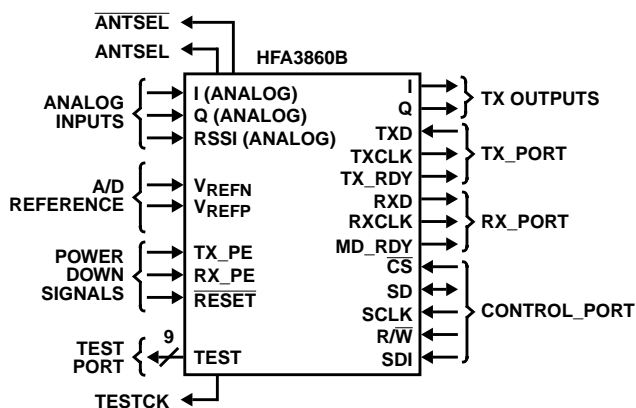 ANTSEL
ANTSEL
HFA3860B
ANALOG
INPUTS
I (ANALOG)
Q (ANALOG)
RSSI (ANALOG)
A/D
REFERENCE
VREFN
VREFP
POWER
DOWN
SIGNALS
TX_PE
RX_PE
RESET
TEST
PORT
9
TEST
TESTCK
I
Q
TX OUTPUTS
TXD
TXCLK
TX_RDY
TX_PORT
RXD
RXCLK
MD_RDY
RX_PORT
CS
SD
SCLK
R/W
SDI
CONTROL_PORT